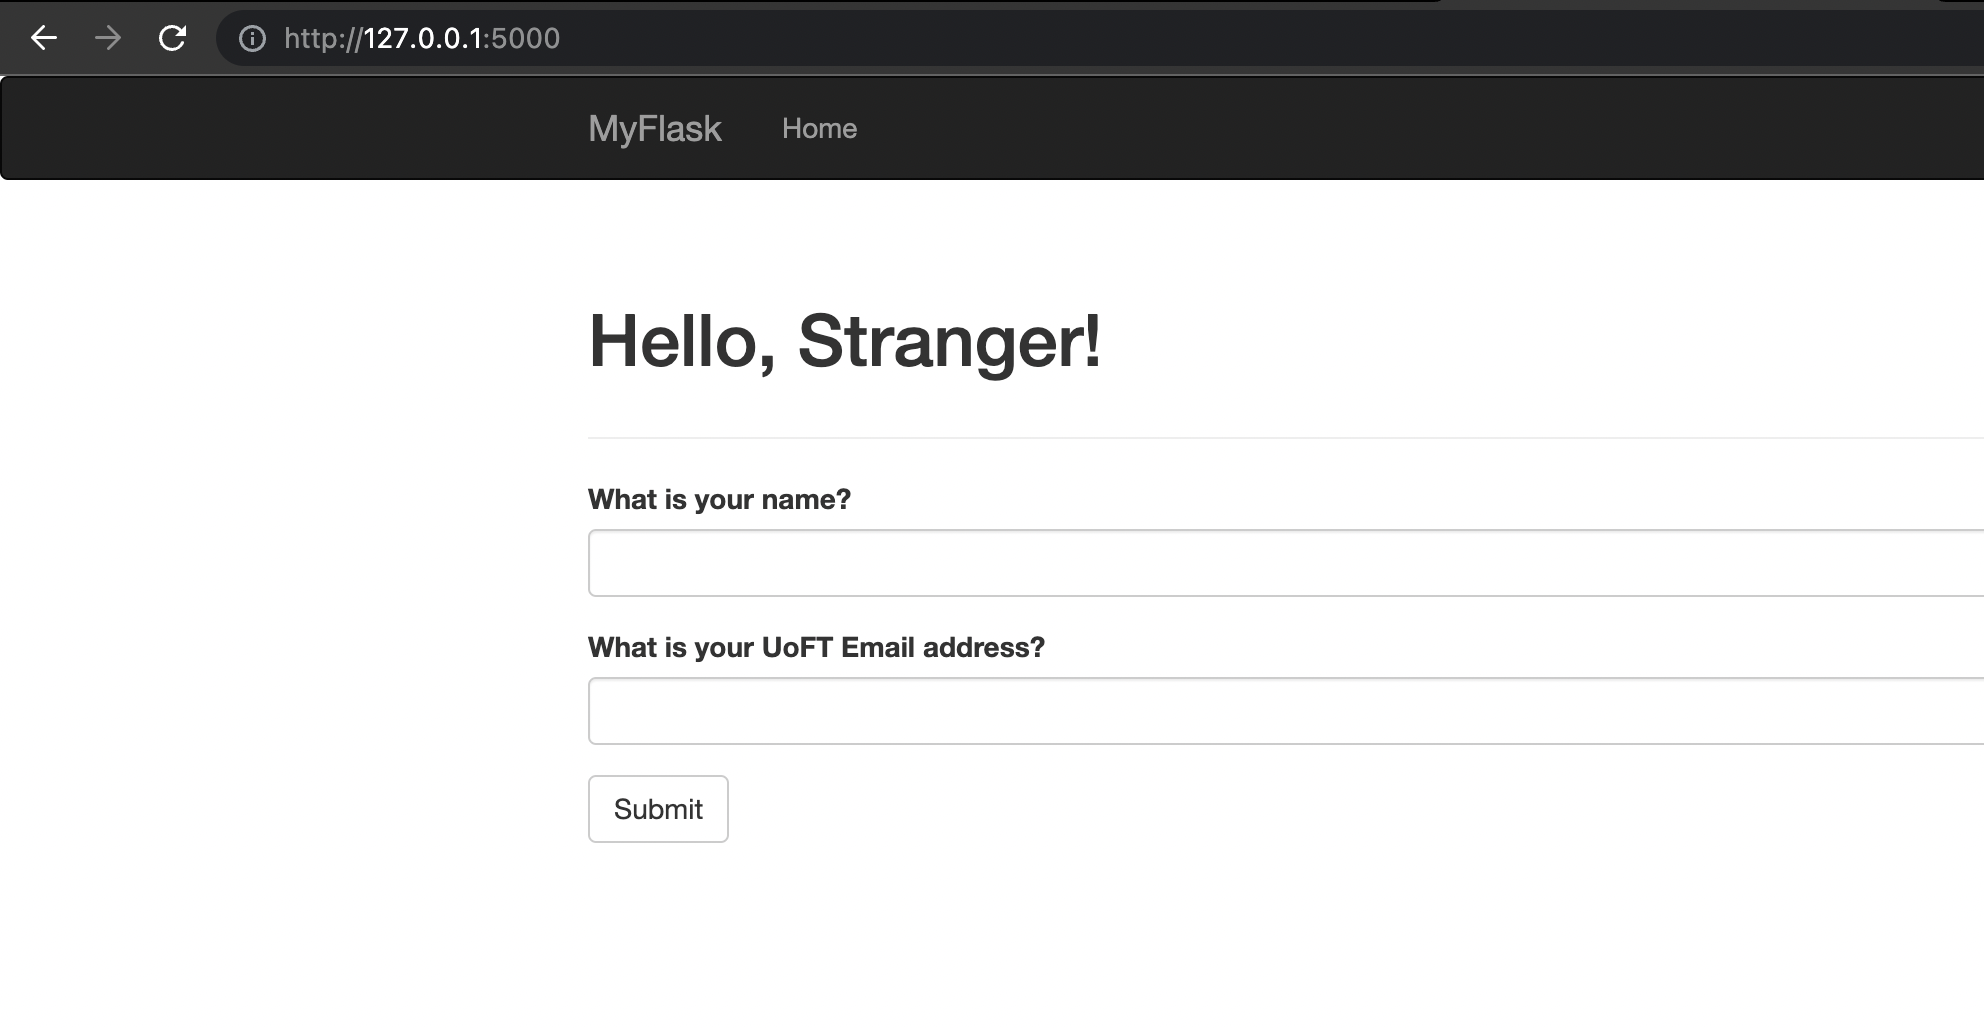 http://127.0.0.1:5000
MyFlask Home
Hello, Stranger!
What is your name?
What is your UoFT Email address?
Submit